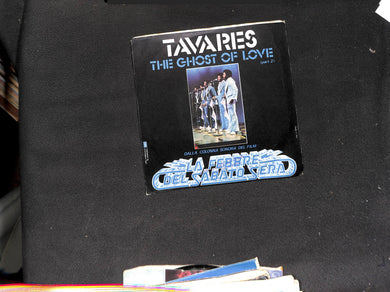 TAVARES
THE GHOST OF LOVE
(part 2)
DALLA COLONNA SONORA DEL FILM
LA FEBBRE
DEL SABATO SERA